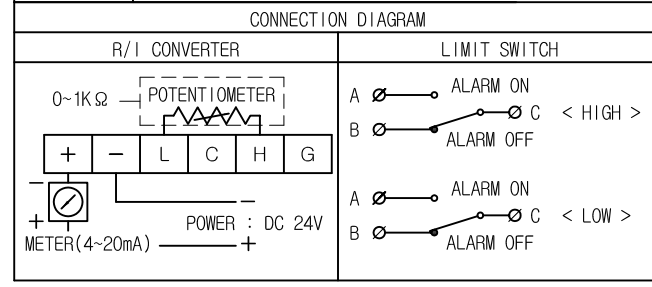 CONNECTION DIAGRAM
R/I CONVERTER
LIMIT SWITCH
0~1KΩ
POTENTIOMETER
+ − L C H G
−
+
METER(4~20mA)
−
POWER : DC 24V
+
A ALARM ON
C < HIGH >
B ALARM OFF
A ALARM ON
C < LOW >
B ALARM OFF